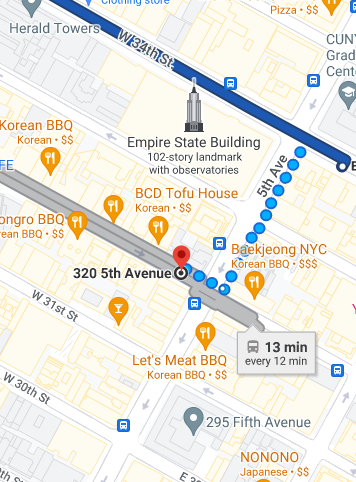 Clothing store
Pizza • $$
Herald Towers
W 34th St
CUNY
Grad
Center
Empire State Building
102-story landmark
with observatories
Korean BBQ
Korean • $$
5th Ave
BCD Tofu House
Korean • $$
ongro BBQ
rean BBQ • $$
Baekjeong NYC
Korean BBQ • $$$
320 5th Avenue
W 31st St
13 min
every 12 min
Let's Meat BBQ
Korean BBQ • $$
W 30th St
295 Fifth Avenue
NONONO
Japanese • $$